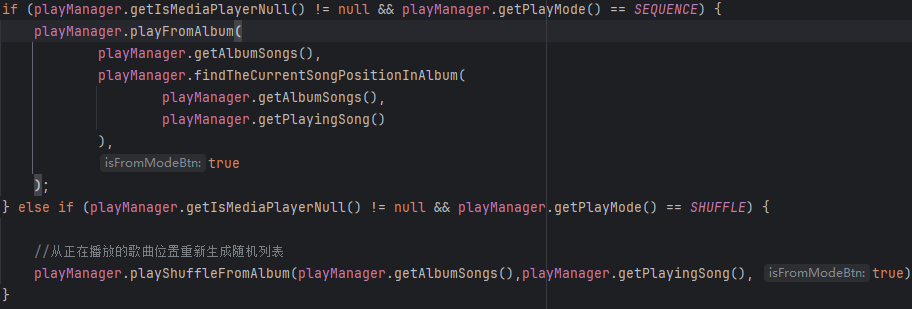 if (playManager.getIsMediaPlayerNull() != null && playManager.getPlayMode() == SEQUENCE) {
    playManager.playFromAlbum(
            playManager.getAlbumSongs(),
            playManager.findTheCurrentSongPositionInAlbum(
                    playManager.getAlbumSongs(),
                    playManager.getPlayingSong()
            ),
            isFromModeBtn: true
    );
} else if (playManager.getIsMediaPlayerNull() != null && playManager.getPlayMode() == SHUFFLE) {
    //从正在播放的歌曲位置重新生成随机列表
    playManager.playShuffleFromAlbum(playManager.getAlbumSongs(),playManager.getPlayingSong(), isFromModeBtn: true)
}